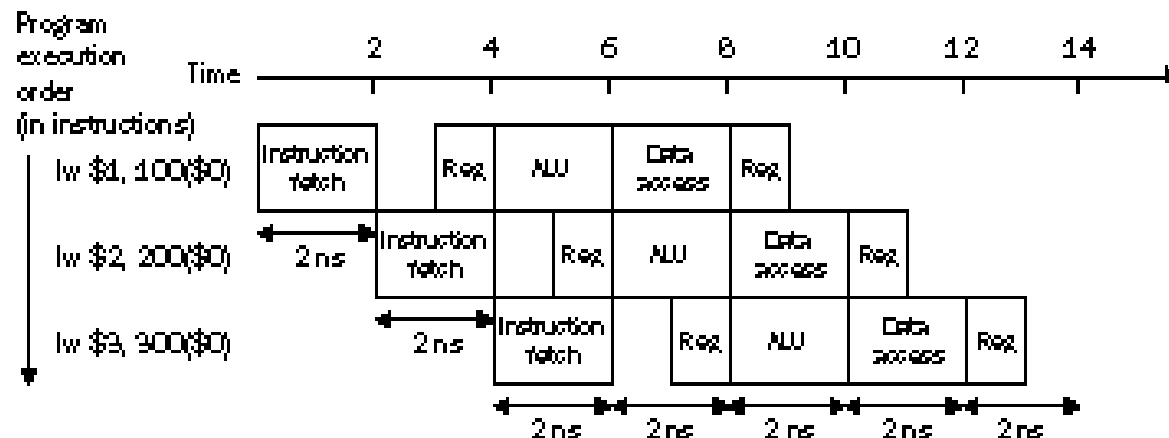 Program
execution
order
(in instructions)
Time
2 4 6 8 10 12 14
lw $1, 100($0)
Instruction
fetch
Reg
ALU
Data
access
Reg
lw $2, 200($0)
2 ns
Instruction
fetch
Reg
ALU
Data
access
Reg
lw $3, 300($0)
2 ns
Instruction
fetch
Reg
ALU
Data
access
Reg
2 ns 2 ns 2 ns 2 ns 2 ns